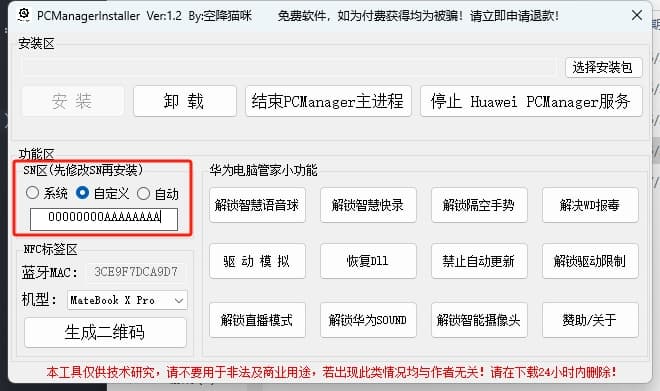 PCManagerInstaller Ver:1.2 By:空降猫咪 免费软件，如为付费获得均为被骗！请立即申请退款！
安装区
选择安装包
安 装 卸 载 结束PCManager主进程 停止 Huawei PCManager服务
功能区
SN区(先修改SN再安装)
系统 自定义 自动
00000000AAAAAAAA
NFC标签区
蓝牙MAC: 3CE9F7DCA9D7
机型: MateBook X Pro
生成二维码
华为电脑管家小功能
解锁智慧语音球 解锁智慧快录 解锁隔空手势 解决WD报毒
驱 动 模 拟 恢复Dll 禁止自动更新 解锁驱动限制
解锁直播模式 解锁华为SOUND 解锁智能摄像头 赞助/关于
本工具仅供技术研究，请不要用于非法及商业用途，若出现此类情况均与作者无关！请在下载24小时内删除！